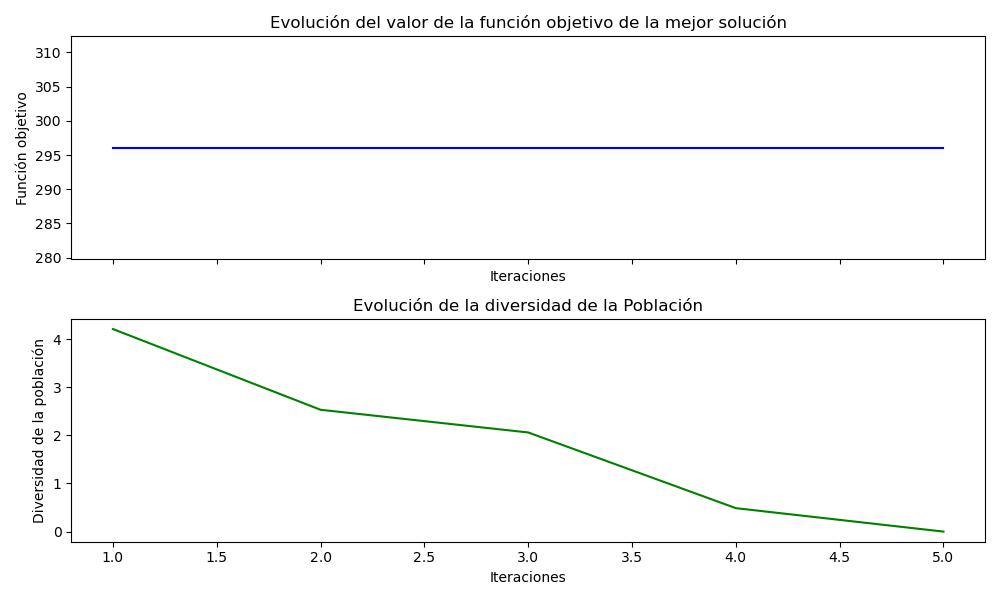 Evolución del valor de la función objetivo de la mejor solución
310
305
300
295
290
285
280
Función objetivo
Iteraciones
Evolución de la diversidad de la Población
4
3
2
1
0
Diversidad de la población
1.0 1.5 2.0 2.5 3.0 3.5 4.0 4.5 5.0
Iteraciones